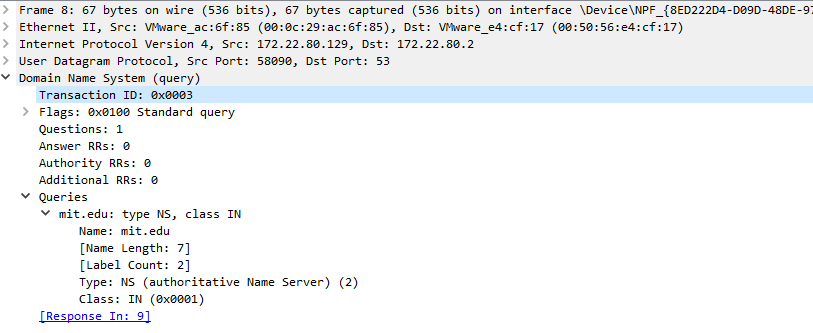 Frame 8: 67 bytes on wire (536 bits), 67 bytes captured (536 bits) on interface \Device\NPF_{8ED222D4-D09D-48DE-97
Ethernet II, Src: VMware_ac:6f:85 (00:0c:29:ac:6f:85), Dst: VMware_e4:cf:17 (00:50:56:e4:cf:17)
Internet Protocol Version 4, Src: 172.22.80.129, Dst: 172.22.80.2
User Datagram Protocol, Src Port: 58090, Dst Port: 53
Domain Name System (query)
Transaction ID: 0x0003
Flags: 0x0100 Standard query
Questions: 1
Answer RRs: 0
Authority RRs: 0
Additional RRs: 0
Queries
mit.edu: type NS, class IN
Name: mit.edu
[Name Length: 7]
[Label Count: 2]
Type: NS (authoritative Name Server) (2)
Class: IN (0x0001)
[Response In: 9]